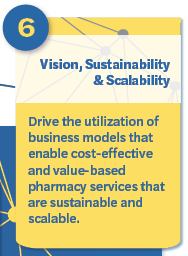 6
Vision, Sustainability
& Scalability
Drive the utilization of
business models that
enable cost-effective
and value-based
pharmacy services that
are sustainable and
scalable.